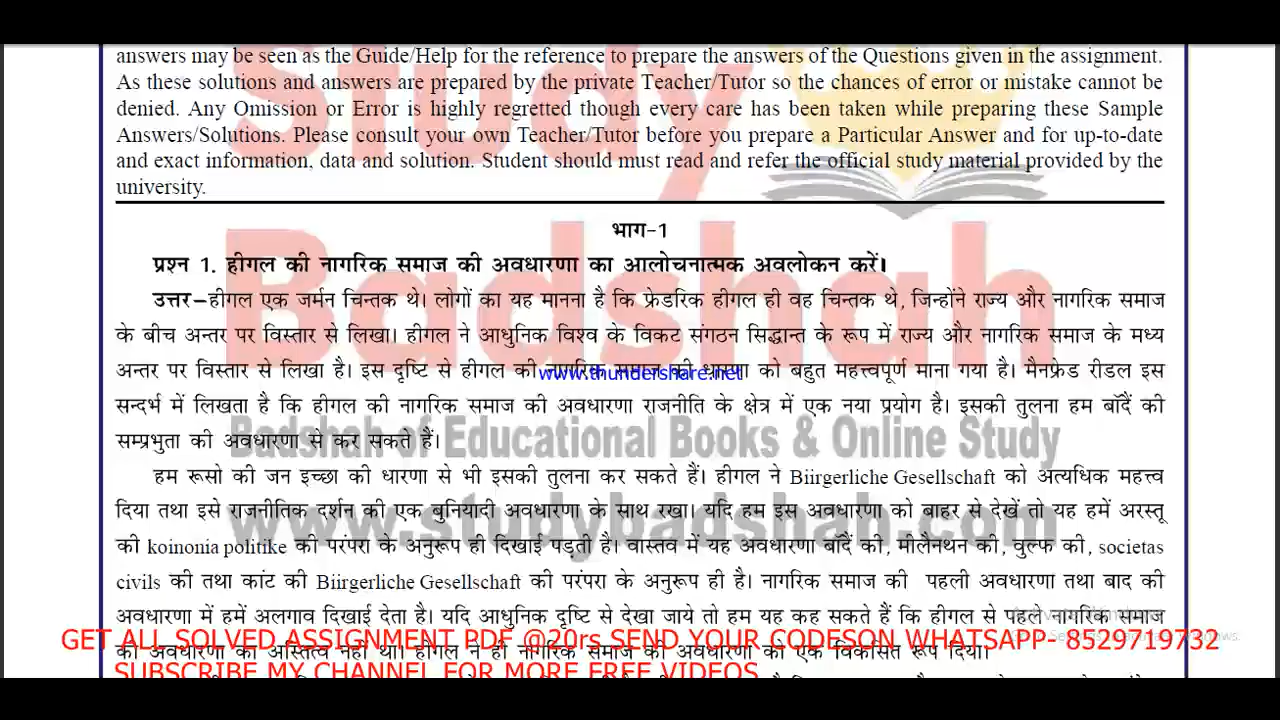 answers may be seen as the Guide/Help for the reference to prepare the answers of the Questions given in the assignment.
As these solutions and answers are prepared by the private Teacher/Tutor so the chances of error or mistake cannot be
denied. Any Omission or Error is highly regretted though every care has been taken while preparing these Sample
Answers/Solutions. Please consult your own Teacher/Tutor before you prepare a Particular Answer and for up-to-date
and exact information, data and solution. Student should must read and refer the official study material provided by the
university.
Study
Badshah
भाग-1
प्रश्न 1. हीगल की नागरिक समाज की अवधारणा का आलोचनात्मक अवलोकन करें।
उत्तर–हीगल एक जर्मन चिन्तक थे। लोगों का यह मानना है कि फ्रेडरिक हीगल ही वह चिन्तक थे, जिन्होंने राज्य और नागरिक समाज
के बीच अन्तर पर विस्तार से लिखा। हीगल ने आधुनिक विश्व के विकट संगठन सिद्धान्त के रूप में राज्य और नागरिक समाज के मध्य
अन्तर पर विस्तार से लिखा है। इस दृष्टि से हीगल की नागरिक समाज की धारणा को बहुत महत्त्वपूर्ण माना गया है। मैनफ्रेड रीडल इस
www.thundershare.net
सन्दर्भ में लिखता है कि हीगल की नागरिक समाज की अवधारणा राजनीति के क्षेत्र में एक नया प्रयोग है। इसकी तुलना हम बॉदैं की
सम्प्रभुता की अवधारणा से कर सकते हैं।
Badshah of Educational Books & Online Study
हम रूसो की जन इच्छा की धारणा से भी इसकी तुलना कर सकते हैं। हीगल ने Biirgerliche Gesellschaft को अत्यधिक महत्त्व
दिया तथा इसे राजनीतिक दर्शन की एक बुनियादी अवधारणा के साथ रखा। यदि हम इस अवधारणा को बाहर से देखें तो यह हमें अरस्तू
www.studybadshah.com
की koinonia politike की परंपरा के अनुरूप ही दिखाई पड़ती है। वास्तव में यह अवधारणा बॉदैं की, मीलैनथन की, वुल्फ की, societas
civils की तथा कांट की Biirgerliche Gesellschaft की परंपरा के अनुरूप ही है। नागरिक समाज की पहली अवधारणा तथा बाद की
अवधारणा में हमें अलगाव दिखाई देता है। यदि आधुनिक दृष्टि से देखा जाये तो हम यह कह सकते हैं कि हीगल से पहले नागरिक समाज
GET ALL SOLVED ASSIGNMENT PDF @20rs SEND YOUR CODESON WHATSAPP- 8529719732
की अवधारणा का अस्तित्व नहीं था। हीगल ने ही नागरिक समाज की अवधारणा को एक विकसित रूप दिया।
SUBSCRIBE MY CHANNEL FOR MORE FREE VIDEOS